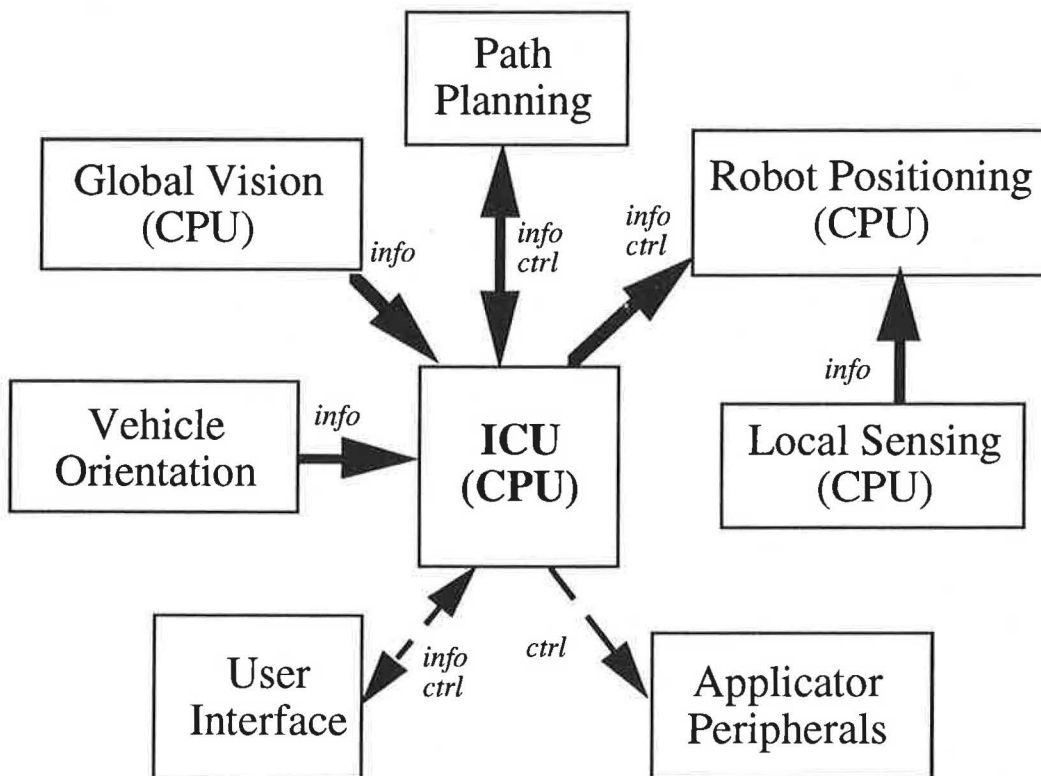 Path
Planning
Global Vision
(CPU)
Robot Positioning
(CPU)
info
info
ctrl
info
ctrl
Vehicle
Orientation
info
ICU
(CPU)
info
Local Sensing
(CPU)
User
Interface
info
ctrl
ctrl
Applicator
Peripherals